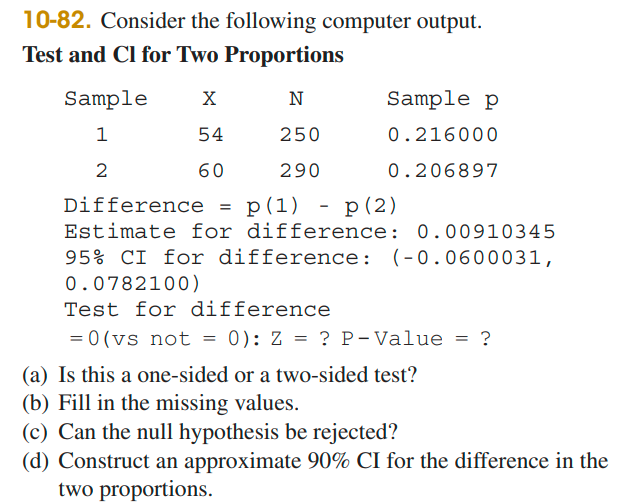 10-82. Consider the following computer output.
Test and Cl for Two Proportions
Sample X N Sample p
1 54 250 0.216000
2 60 290 0.206897
Difference = p(1) - p(2)
Estimate for difference: 0.00910345
95% CI for difference: (-0.0600031,
0.0782100)
Test for difference
=0(vs not = 0): Z = ? P-Value = ?
(a) Is this a one-sided or a two-sided test?
(b) Fill in the missing values.
(c) Can the null hypothesis be rejected?
(d) Construct an approximate 90% CI for the difference in the
two proportions.